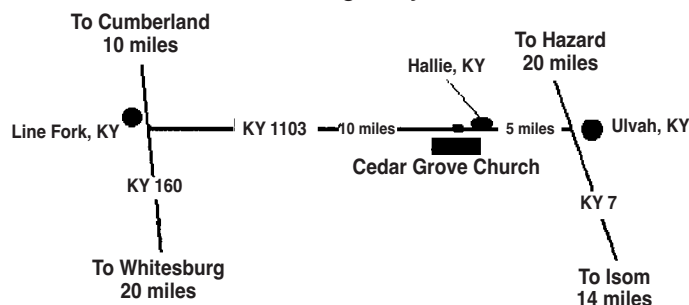 To Cumberland
10 miles
To Hazard
20 miles
Hallie, KY
Line Fork, KY
KY 1103
10 miles
5 miles
Ulvah, KY
Cedar Grove Church
KY 160
KY 7
To Whitesburg
20 miles
To Isom
14 miles